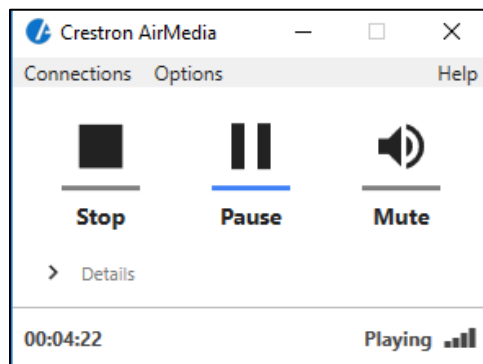 Crestron AirMedia
Connections Options Help
Stop Pause Mute
Details
00:04:22 Playing